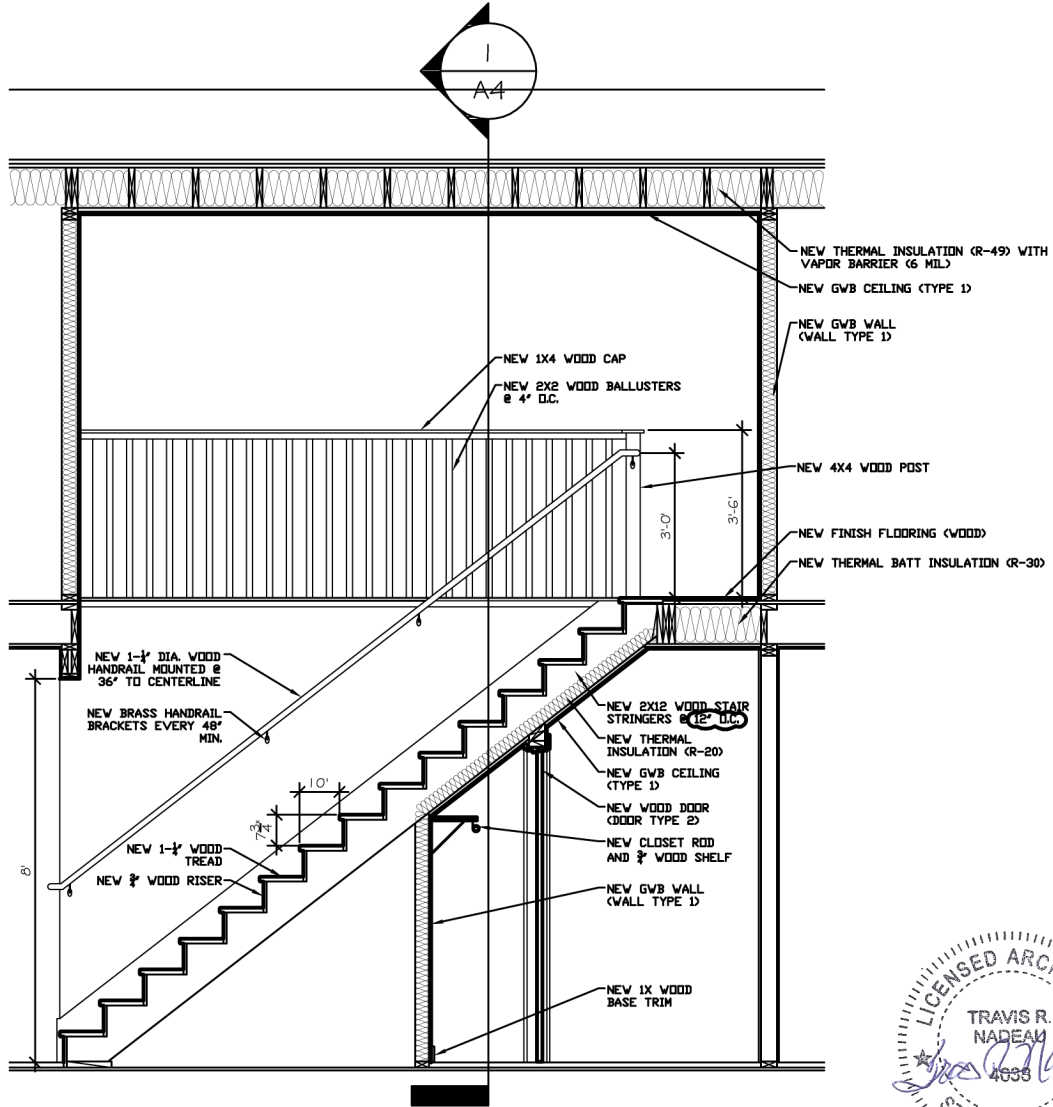 1
A4
NEW THERMAL INSULATION (R-49) WITH
VAPOR BARRIER (6 MIL)
NEW GWB CEILING (TYPE 1)
NEW GWB WALL
(WALL TYPE 1)
NEW 1X4 WOOD CAP
NEW 2X2 WOOD BALLUSTERS
@ 4" O.C.
NEW 4X4 WOOD POST
3'-0"
3'-6"
NEW FINISH FLOORING (WOOD)
NEW THERMAL BATT INSULATION (R-30)
NEW 1-¼" DIA. WOOD
HANDRAIL MOUNTED @
36" TO CENTERLINE
NEW BRASS HANDRAIL
BRACKETS EVERY 48"
MIN.
NEW 2X12 WOOD STAIR
STRINGERS @ 12" O.C.
NEW THERMAL
INSULATION (R-20)
NEW GWB CEILING
(TYPE 1)
NEW WOOD DOOR
(DOOR TYPE 2)
NEW CLOSET ROD
AND ¾" WOOD SHELF
NEW GWB WALL
(WALL TYPE 1)
NEW 1X WOOD
BASE TRIM
10"
7¾"
NEW 1-¼" WOOD
TREAD
NEW ¾" WOOD RISER
8'
LICENSED ARC
TRAVIS R.
NADEAU
4038